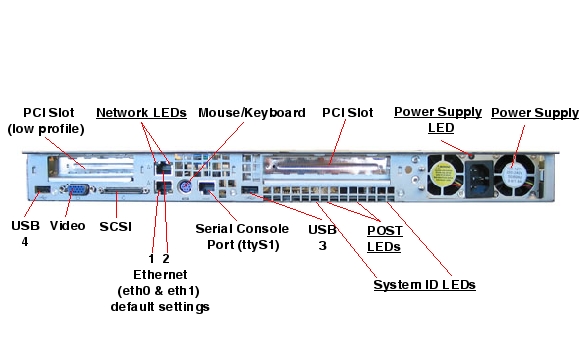 PCI Slot
(low profile)
Network LEDs
Mouse/Keyboard
PCI Slot
Power Supply
LED
Power Supply
USB
4
Video
SCSI
1 2
Ethernet
(eth0 & eth1)
default settings
Serial Console
Port (ttyS1)
USB
3
POST
LEDs
System ID LEDs